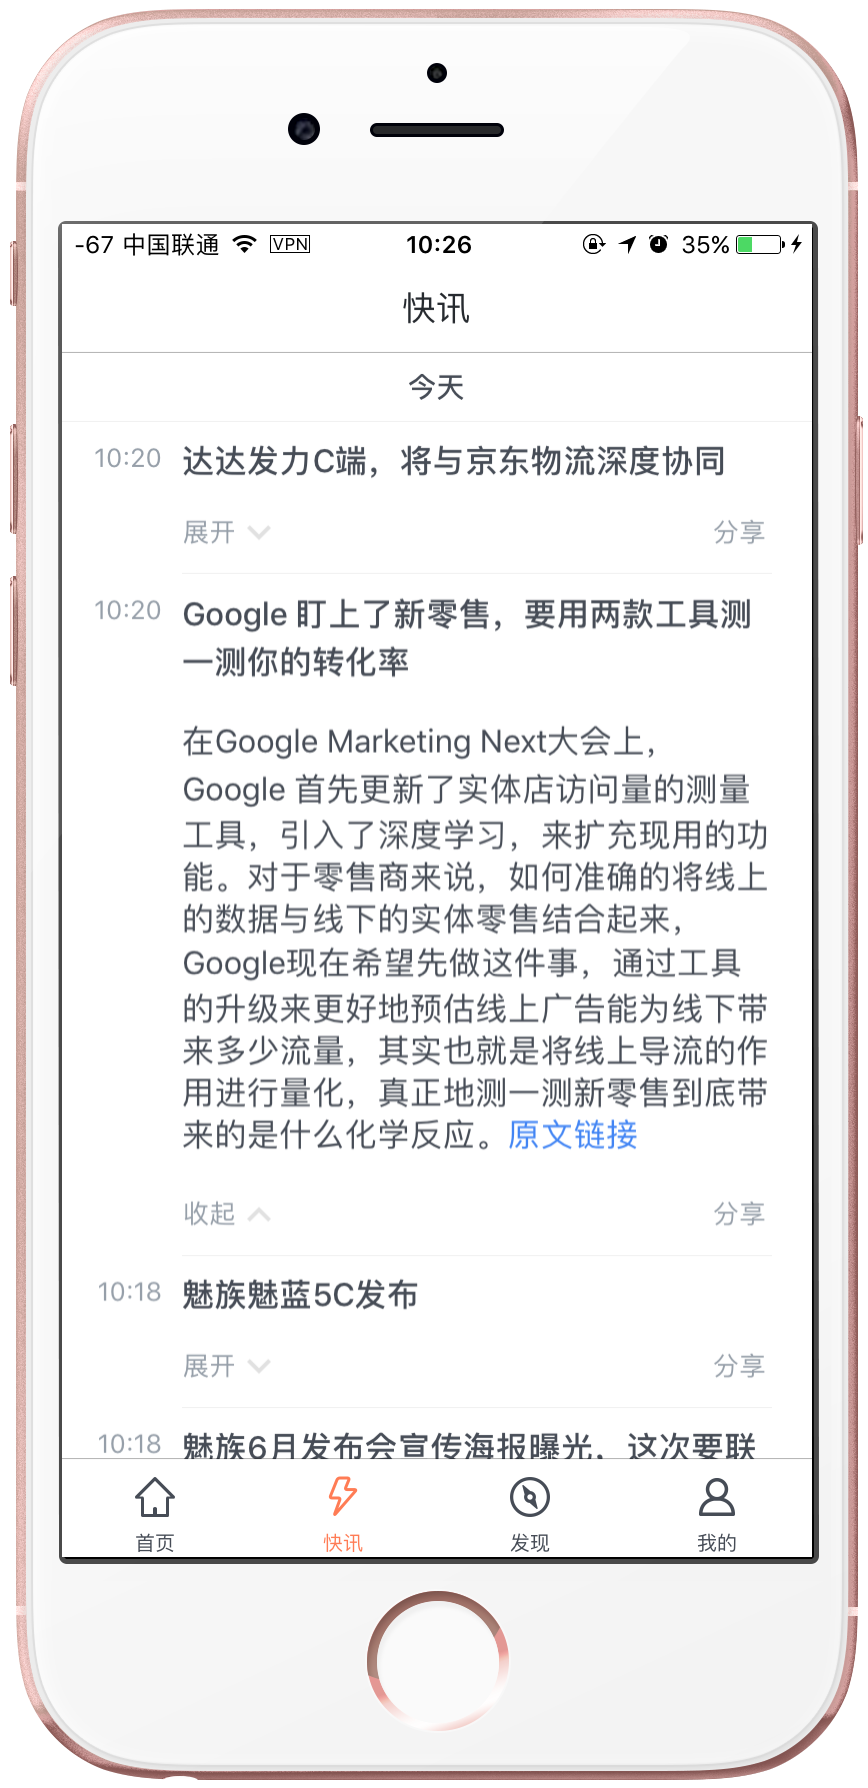 -67 中国联通 VPN 10:26 35%
快讯
今天
10:20 达达发力C端，将与京东物流深度协同
展开 分享
10:20 Google 盯上了新零售，要用两款工具测
一测你的转化率
在Google Marketing Next大会上，
Google 首先更新了实体店访问量的测量
工具，引入了深度学习，来扩充现用的功
能。对于零售商来说，如何准确的将线上
的数据与线下的实体零售结合起来，
Google现在希望先做这件事，通过工具
的升级来更好地预估线上广告能为线下带
来多少流量，其实也就是将线上导流的作
用进行量化，真正地测一测新零售到底带
来的是什么化学反应。原文链接
收起 分享
10:18 魅族魅蓝5C发布
展开 分享
10:18 魅族6月发布会宣传海报曝光，这次要联
首页 快讯 发现 我的